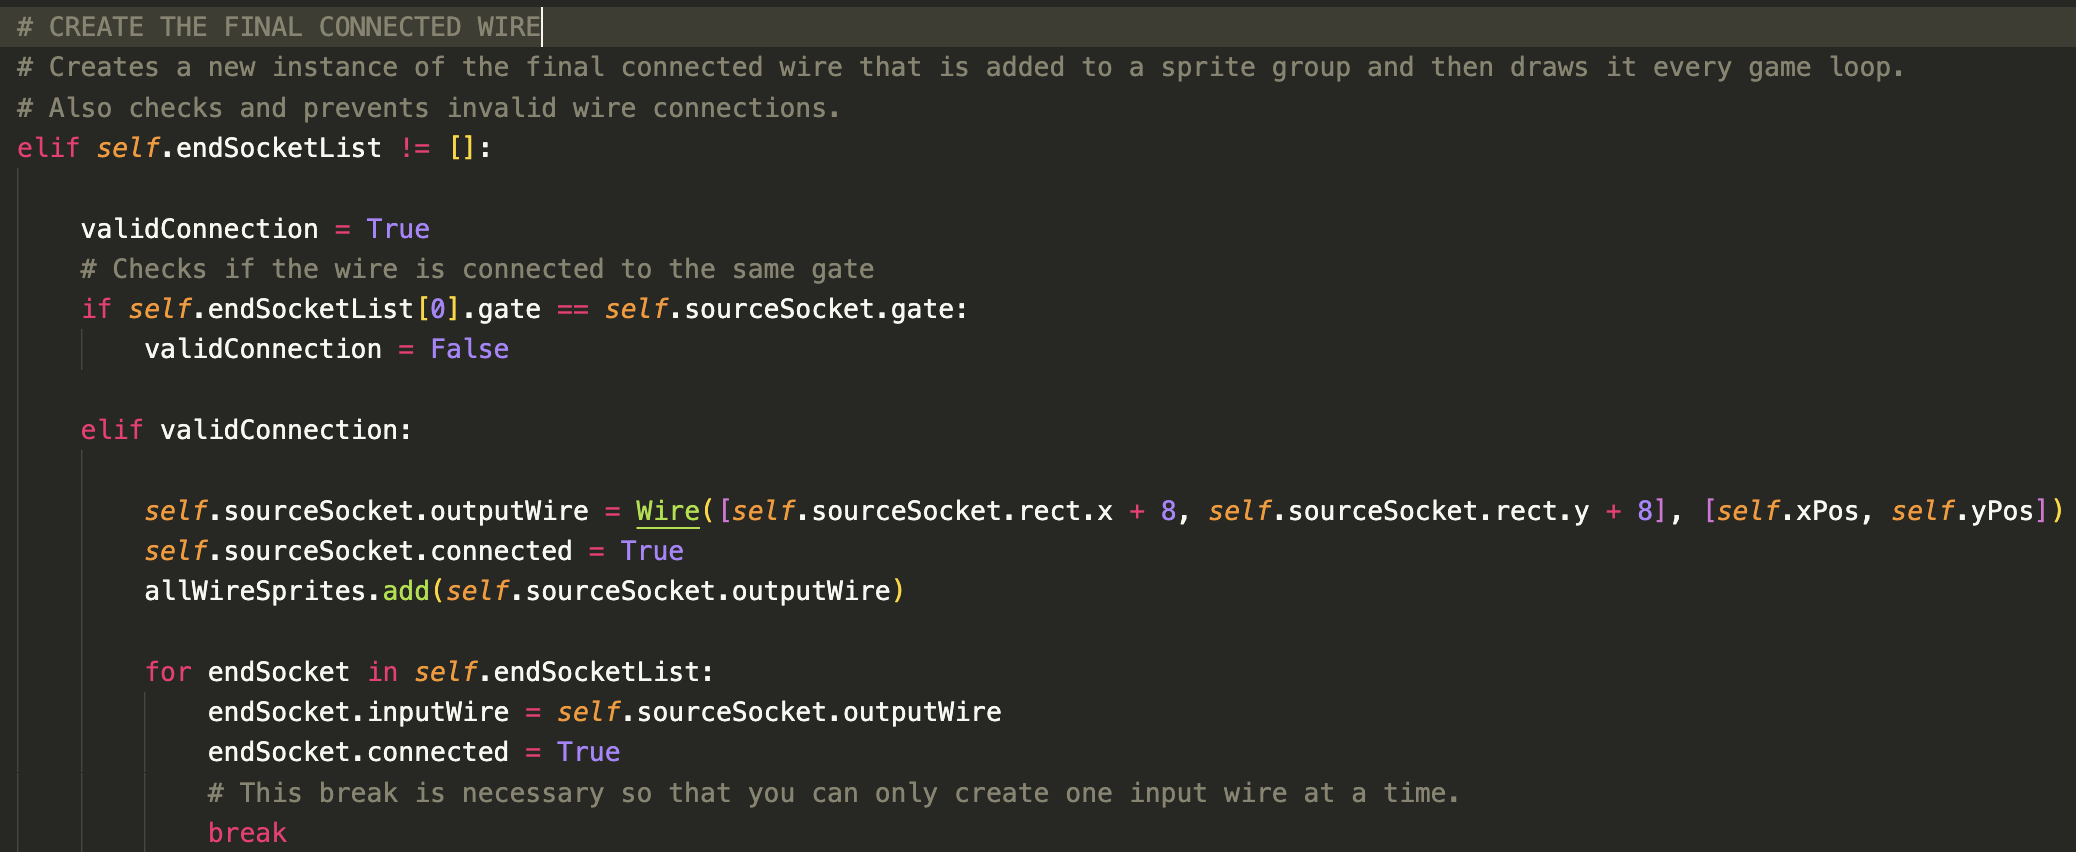 # CREATE THE FINAL CONNECTED WIRE
# Creates a new instance of the final connected wire that is added to a sprite group and then draws it every game loop.
# Also checks and prevents invalid wire connections.
elif self.endSocketList != []:
validConnection = True
# Checks if the wire is connected to the same gate
if self.endSocketList[0].gate == self.sourceSocket.gate:
validConnection = False
elif validConnection:
self.sourceSocket.outputWire = Wire([self.sourceSocket.rect.x + 8, self.sourceSocket.rect.y + 8], [self.xPos, self.yPos])
self.sourceSocket.connected = True
allWireSprites.add(self.sourceSocket.outputWire)
for endSocket in self.endSocketList:
endSocket.inputWire = self.sourceSocket.outputWire
endSocket.connected = True
# This break is necessary so that you can only create one input wire at a time.
break